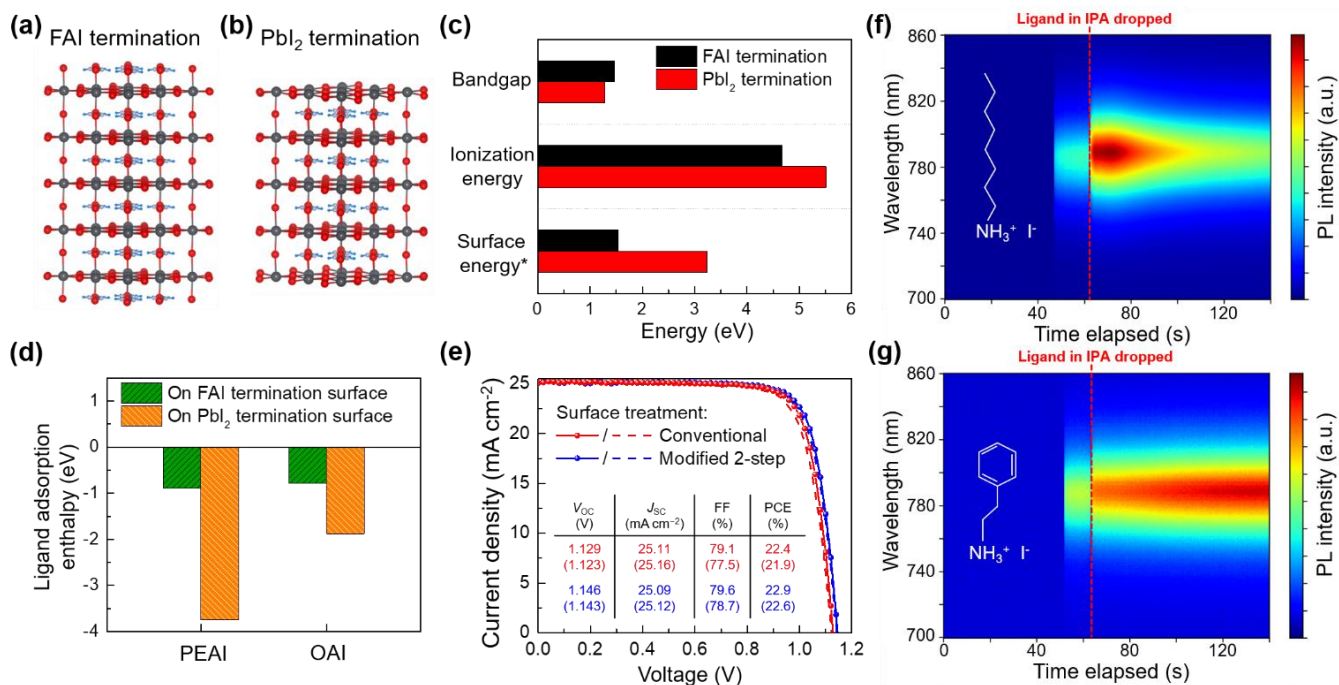 (a)
FAI termination
(b)
PbI₂ termination
(c)
FAI termination
PbI₂ termination
Bandgap
Ionization
energy
Surface
energy*
0
1
2
3
4
5
6
Energy (eV)
(d)
On FAI termination surface
On PbI₂ termination surface
Ligand adsorption
enthalpy (eV)
1
0
-1
-2
-3
-4
PEAI
OAI
(e)
Current density (mA cm⁻²)
25
20
15
10
5
0
Surface treatment:
/ Conventional
/ Modified 2-step
V_OC J_SC FF PCE
(V) (mA cm⁻²) (%) (%)
1.129 25.11 79.1 22.4
(1.123) (25.16) (77.5) (21.9)
1.146 25.09 79.6 22.9
(1.143) (25.12) (78.7) (22.6)
0.0 0.2 0.4 0.6 0.8 1.0 1.2
Voltage (V)
(f)
Ligand in IPA dropped
Wavelength (nm)
860
820
780
740
700
NH₃⁺ I⁻
0 40 80 120
Time elapsed (s)
PL intensity (a.u.)
(g)
Ligand in IPA dropped
Wavelength (nm)
860
820
780
740
700
NH₃⁺ I⁻
0 40 80 120
Time elapsed (s)
PL intensity (a.u.)